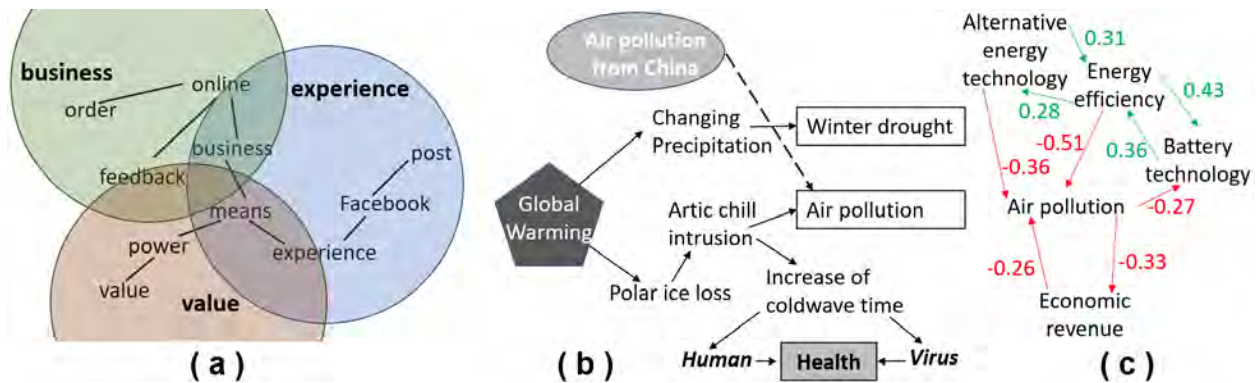 business
online
order
experience
business
feedback
post
means
Facebook
power
experience
value
value
( a )
Air pollution
from China
Changing
Precipitation
Winter drought
Global
Warming
Artic chill
intrusion
Air pollution
Polar ice loss
Increase of
coldwave time
Human
Health
Virus
( b )
Alternative
energy
technology
0.31
Energy
efficiency
0.43
0.28
-0.51
0.36
Battery
technology
-0.36
Air pollution
-0.27
-0.26
-0.33
Economic
revenue
( c )